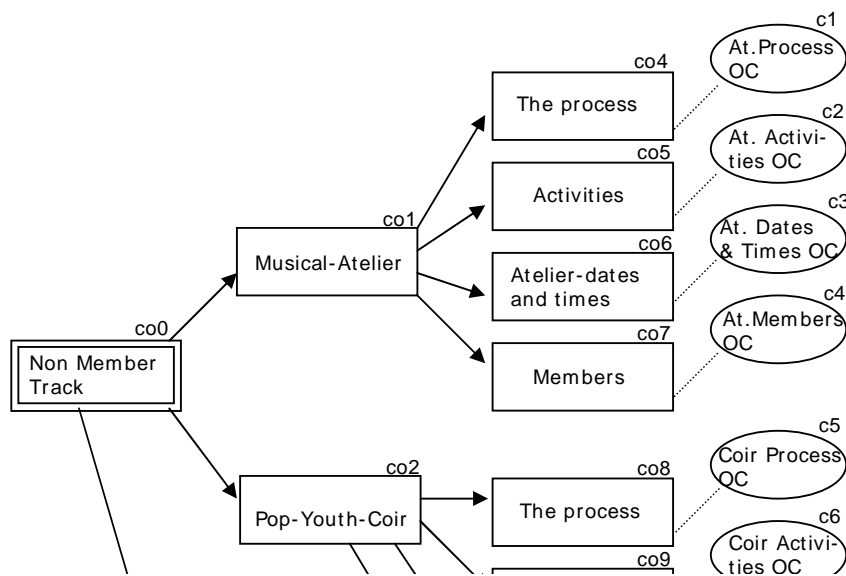 c1
At.Process
OC
co4
The process
c2
At. Activi-
ties OC
co5
Activities
c3
At. Dates
& Times OC
co1
Musical-Atelier
co6
Atelier-dates
and times
c4
At.Members
OC
co0
Non Member
Track
co7
Members
c5
Coir Process
OC
co2
Pop-Youth-Coir
co8
The process
c6
Coir Activi-
ties OC
co9